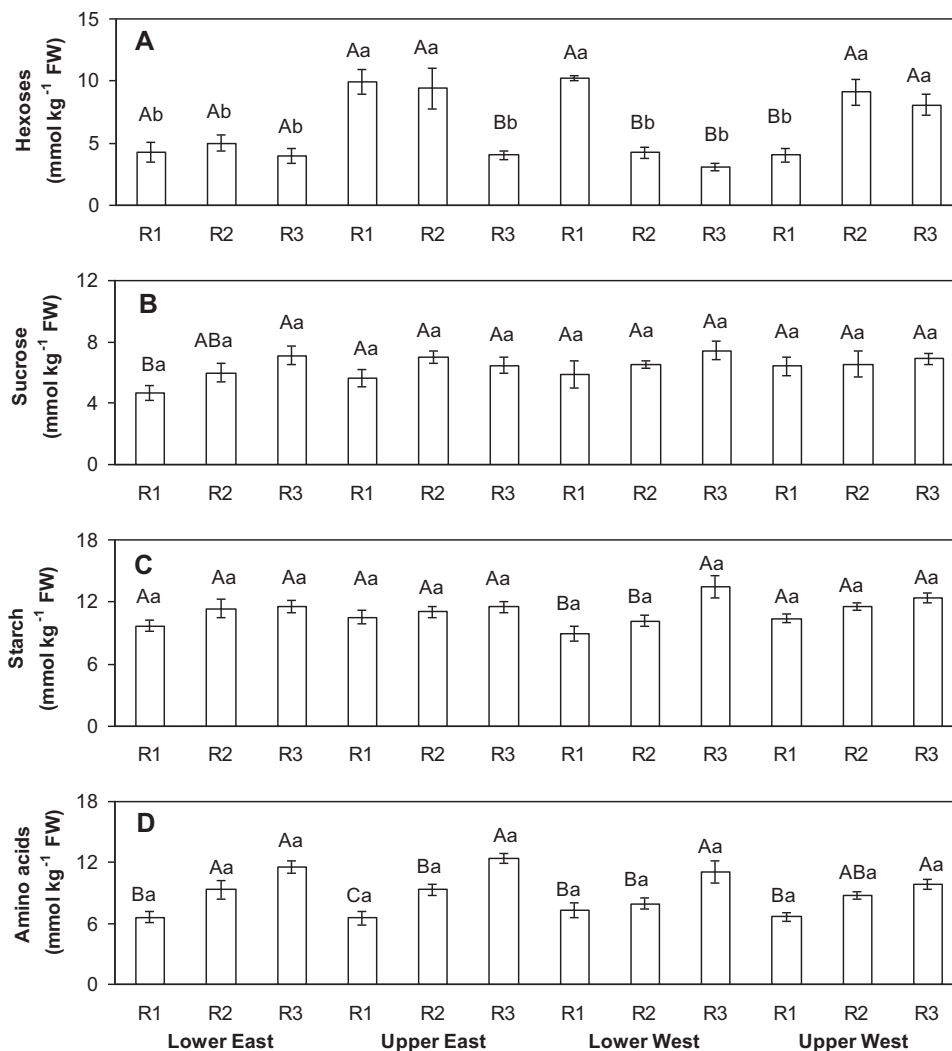 A
Hexoses
(mmol kg⁻¹ FW)
15
10
5
0
Ab Ab Ab Aa Aa Bb Aa Bb Bb Bb Aa Aa
R1 R2 R3 R1 R2 R3 R1 R2 R3 R1 R2 R3
B
Sucrose
(mmol kg⁻¹ FW)
12
8
4
0
Ba ABa Aa Aa Aa Aa Aa Aa Aa Aa Aa Aa
R1 R2 R3 R1 R2 R3 R1 R2 R3 R1 R2 R3
C
Starch
(mmol kg⁻¹ FW)
18
12
6
0
Aa Aa Aa Aa Aa Aa Ba Ba Aa Aa Aa Aa
R1 R2 R3 R1 R2 R3 R1 R2 R3 R1 R2 R3
D
Amino acids
(mmol kg⁻¹ FW)
18
12
6
0
Ba Aa Aa Ca Ba Aa Ba Ba Aa Ba ABa Aa
R1 R2 R3 R1 R2 R3 R1 R2 R3 R1 R2 R3
Lower East Upper East Lower West Upper West